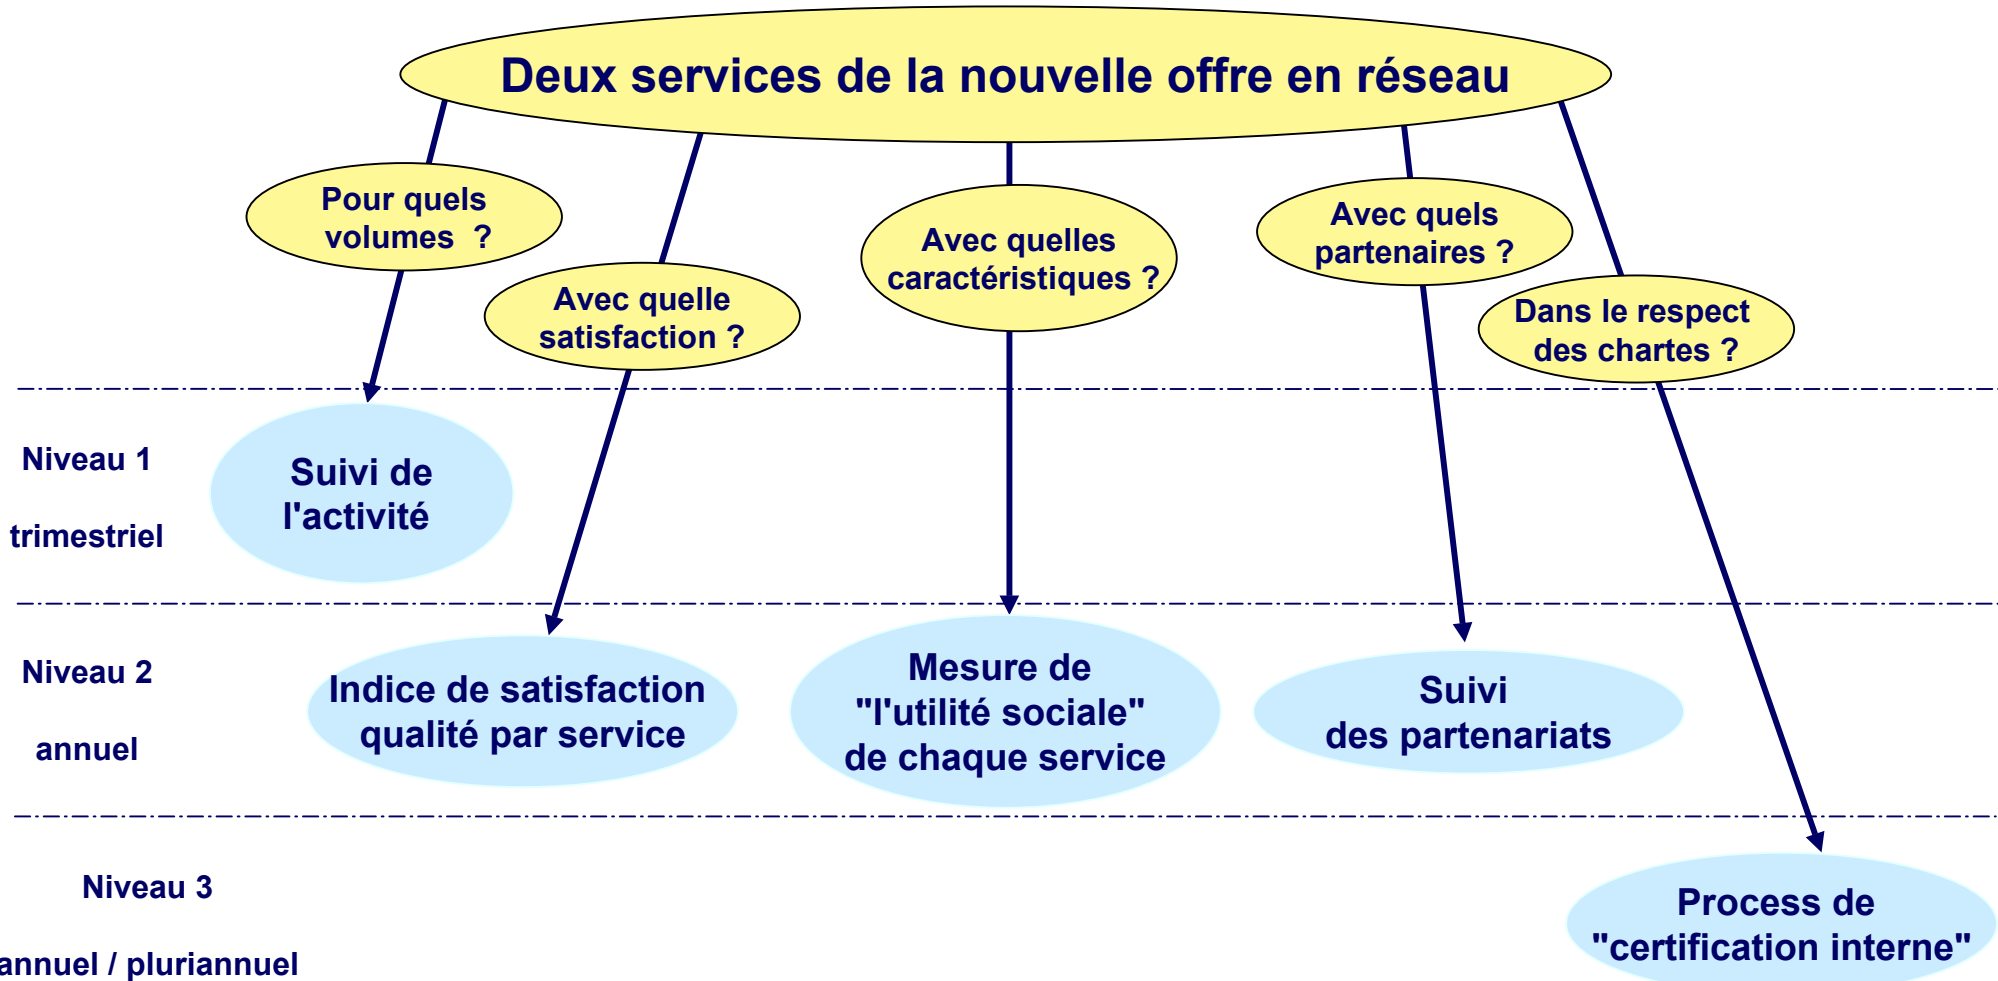 Deux services de la nouvelle offre en réseau
Pour quels
volumes ?
Avec quelle
satisfaction ?
Avec quelles
caractéristiques ?
Avec quels
partenaires ?
Dans le respect
des chartes ?
Niveau 1
trimestriel
Suivi de
l'activité
Niveau 2
annuel
Indice de satisfaction
qualité par service
Mesure de
"l'utilité sociale"
de chaque service
Suivi
des partenariats
Niveau 3
annuel / pluriannuel
Process de
"certification interne"